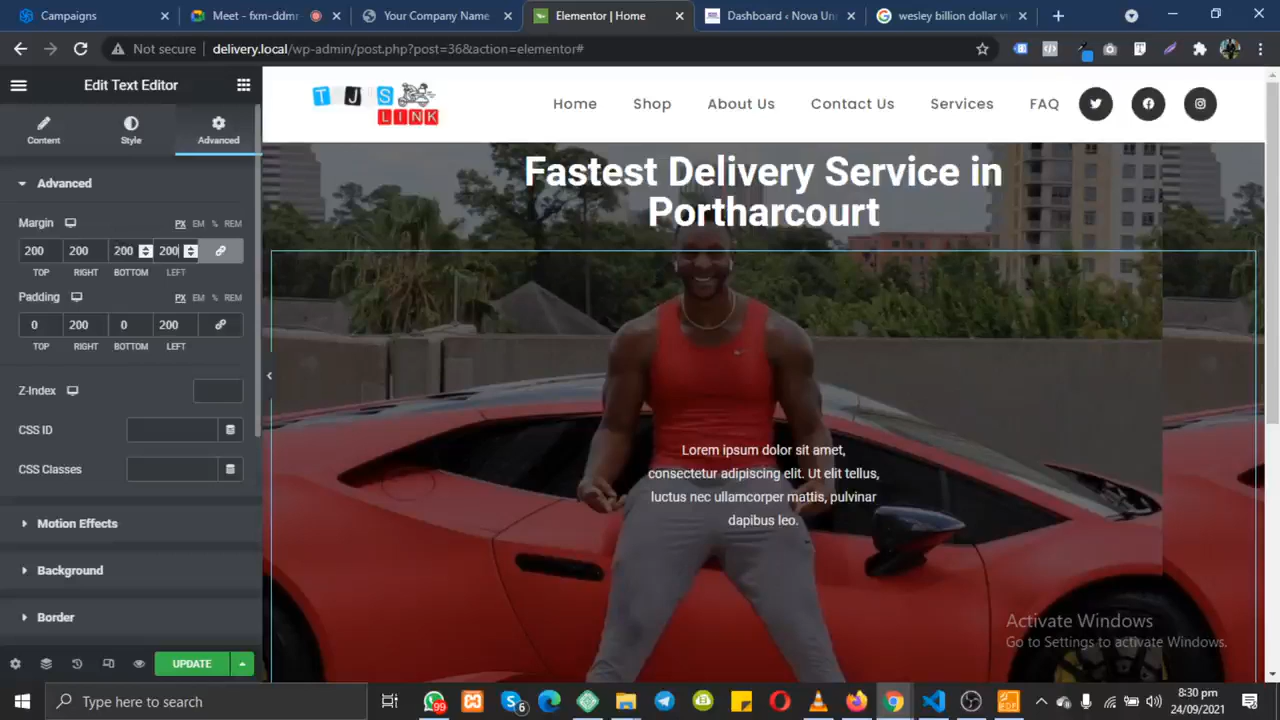 Campaigns
Meet - fxm-ddmr
Your Company Name
Elementor | Home
Dashboard ‹ Nova Un
wesley billion dollar vi
Not secure
delivery.local/wp-admin/post.php?post=36&action=elementor#
Edit Text Editor
Content
Style
Advanced
Advanced
Margin
PX EM % REM
200 200 200 200
TOP RIGHT BOTTOM LEFT
Padding
PX EM % REM
0 200 0 200
TOP RIGHT BOTTOM LEFT
Z-Index
CSS ID
CSS Classes
Motion Effects
Background
Border
UPDATE
T J S
LINK
Home Shop About Us Contact Us Services FAQ
Fastest Delivery Service in
Portharcourt
Lorem ipsum dolor sit amet,
consectetur adipiscing elit. Ut elit tellus,
luctus nec ullamcorper mattis, pulvinar
dapibus leo.
Activate Windows
Go to Settings to activate Windows.
Type here to search
99
6
8:30 pm
24/09/2021